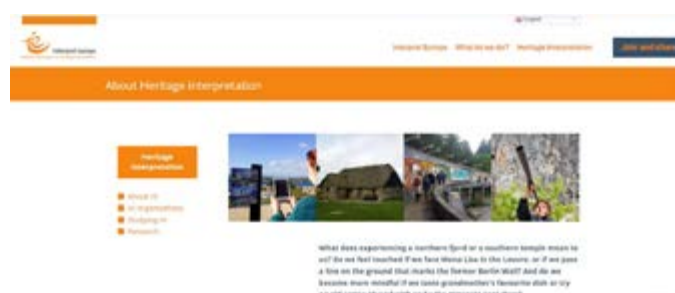 English
interpret europe
Interpret Europe What do we do? Heritage Interpretation Join and share
About Heritage Interpretation
Heritage
Interpretation
About HI
HI organisations
Studying HI
Research
What does experiencing a northern fjord or a southern temple mean to
us? Do we feel touched if we face Mona Lisa in the Louvre, or if we pass
a line on the ground that marks the former Berlin Wall? And do we
become more mindful if we taste grandmother's favourite dish or try